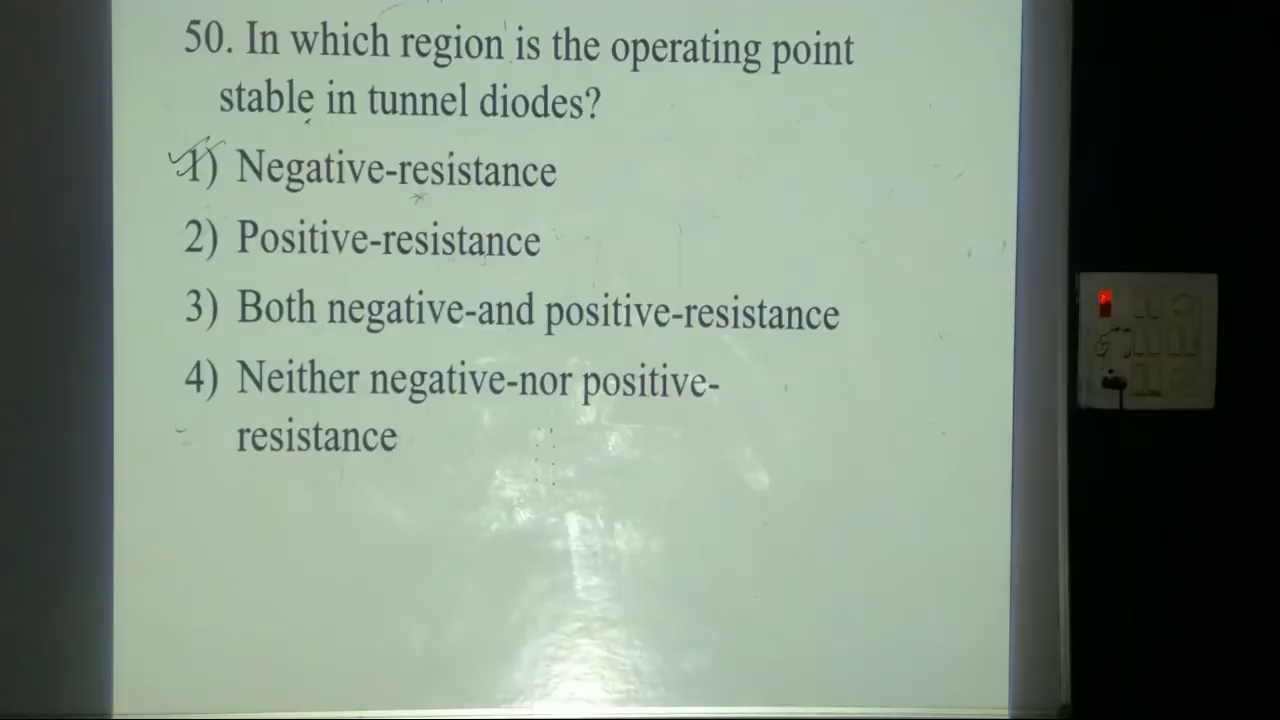 50. In which region is the operating point
stable in tunnel diodes?
1) Negative-resistance
2) Positive-resistance
3) Both negative-and positive-resistance
4) Neither negative-nor positive-
resistance